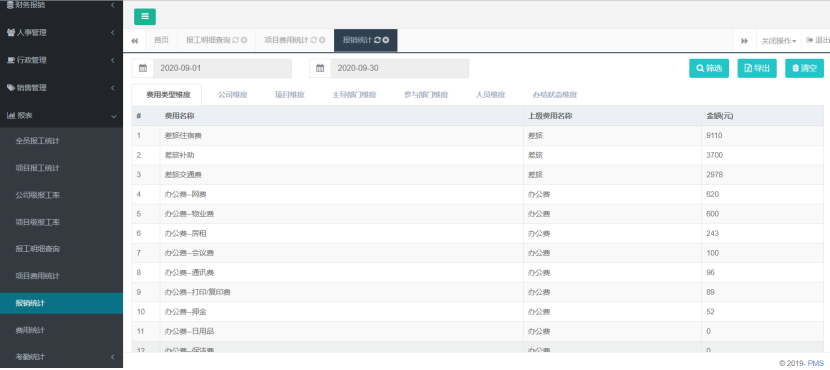 财务报销
人事管理
行政管理
销售管理
报表
全员报工统计
项目报工统计
公司级报工率
项目级报工率
报工明细查询
项目费用统计
报销统计
费用统计
考勤统计
首页 报工明细查询 项目费用统计 报销统计 关闭操作 退出
2020-09-01 2020-09-30 筛选 导出 清空
费用类型维度 公司维度 项目维度 主导部门维度 参与部门维度 人员维度 办结状态维度
# 费用名称 上级费用名称 金额(元)
1 差旅住宿费 差旅 9110
2 差旅补助 差旅 3700
3 差旅交通费 差旅 2978
4 办公费--网费 办公费 620
5 办公费--物业费 办公费 600
6 办公费--房租 办公费 243
7 办公费--会议费 办公费 100
8 办公费--通讯费 办公费 96
9 办公费--打印/复印费 办公费 89
10 办公费--押金 办公费 52
11 办公费--日用品 办公费 0
12 办公费--保洁费 办公费 0
© 2019- PMS